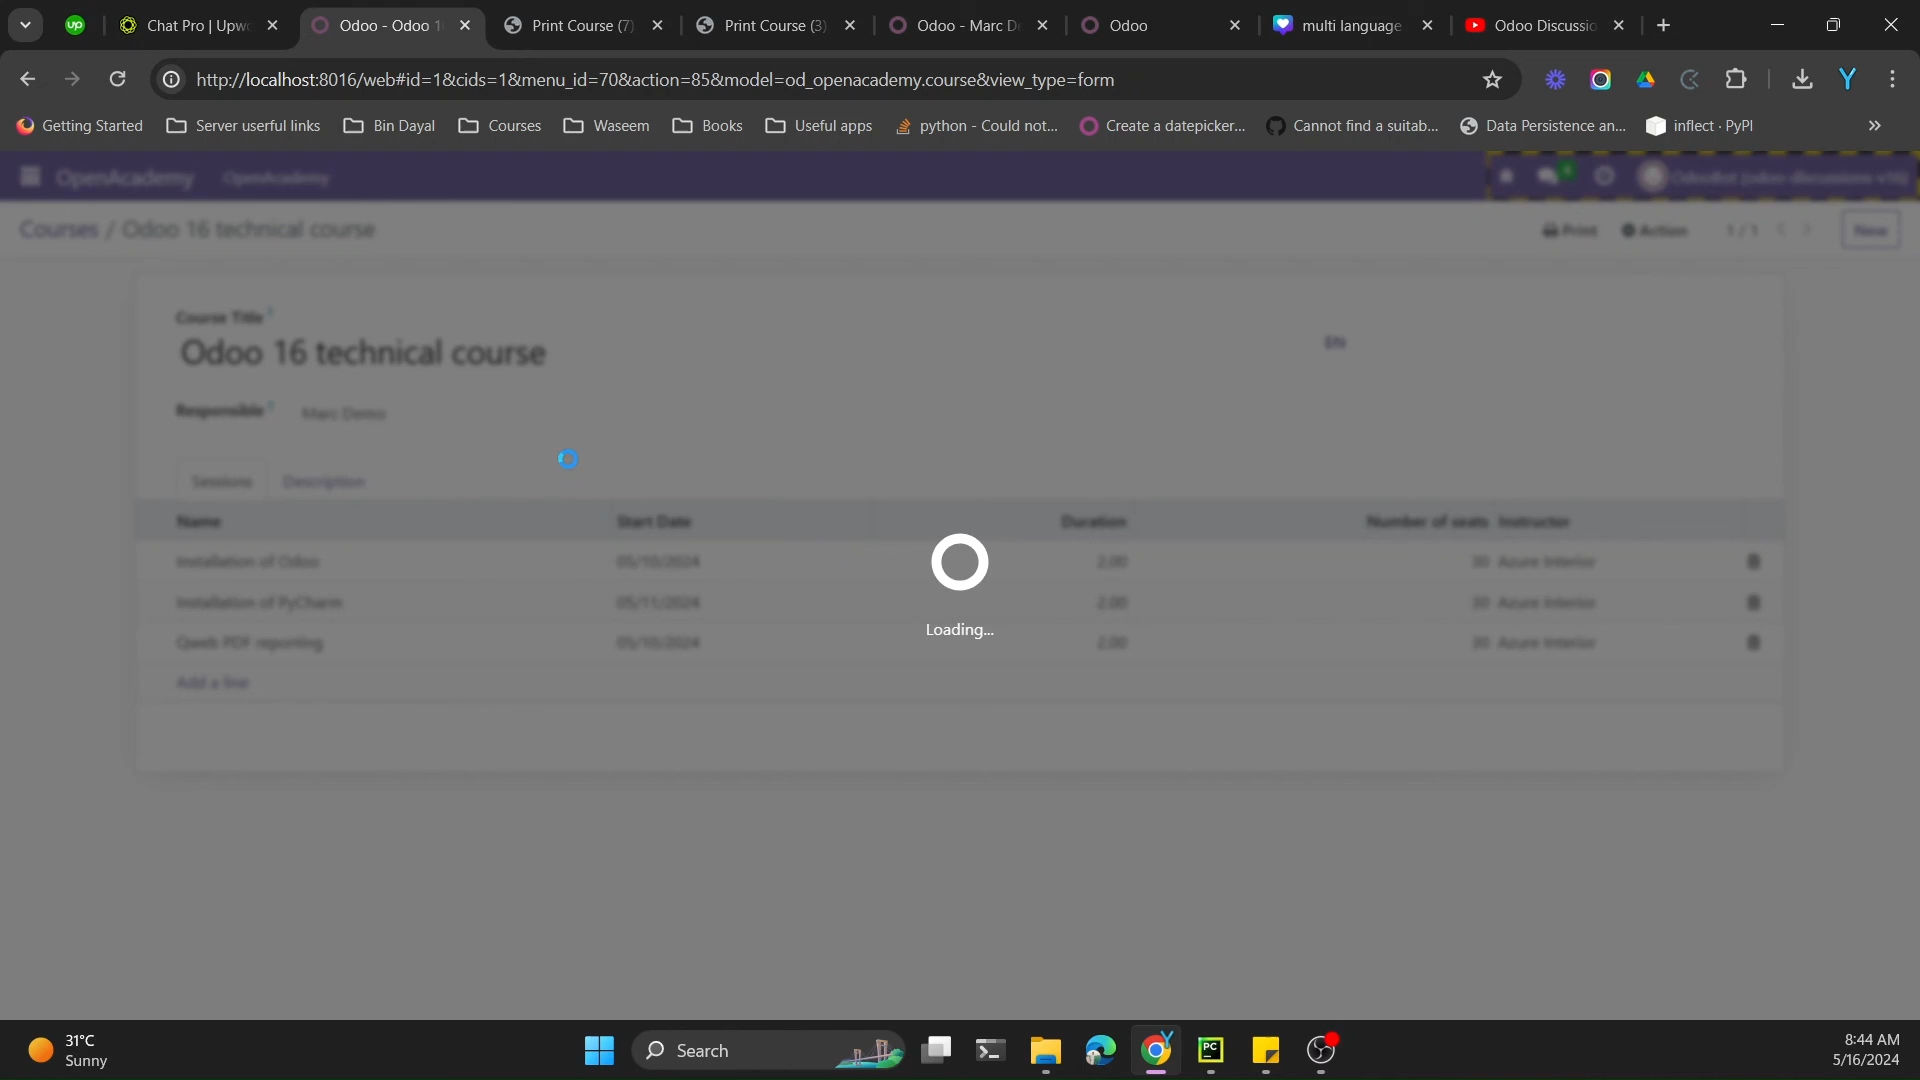 Chat Pro | Upwo
Odoo - Odoo 1
Print Course (7)
Print Course (3)
Odoo - Marc D
Odoo
multi language
Odoo Discussio
http://localhost:8016/web#id=1&cids=1&menu_id=70&action=85&model=od_openacademy.course&view_type=form
Getting Started
Server userful links
Bin Dayal
Courses
Waseem
Books
Useful apps
python - Could not...
Create a datepicker...
Cannot find a suitab...
Data Persistence an...
inflect · PyPI
OpenAcademy
OpenAcademy
OdooBot (odoo-discussions-v16)
Courses / Odoo 16 technical course
Print
Action
1 / 1
New
Course Title ?
Odoo 16 technical course
EN
Responsible ?
Marc Demo
Sessions
Description
Name
Start Date
Duration
Number of seats
Instructor
Installation of Odoo
05/10/2024
2.00
30
Azure Interior
Installation of PyCharm
05/11/2024
2.00
30
Azure Interior
Qweb PDF reporting
05/10/2024
2.00
30
Azure Interior
Add a line
Loading...
31°C
Sunny
Search
8:44 AM
5/16/2024